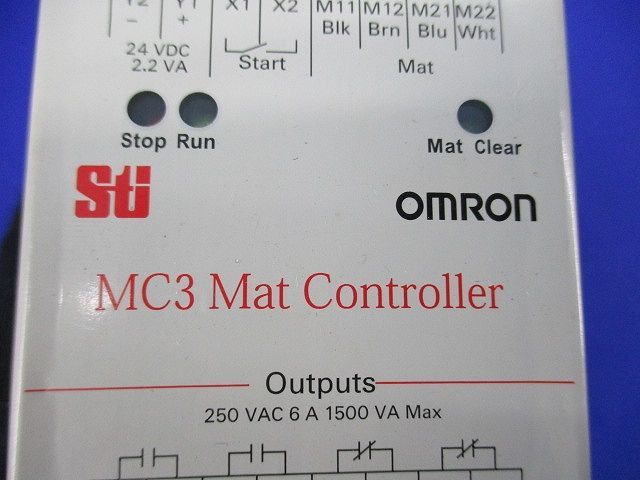 Y2 Y1 X1 X2 M11 M12 M21 M22
− + Blk Brn Blu Wht
24 VDC
2.2 VA Start Mat
Stop Run
Mat Clear
Sti
OMRON
MC3 Mat Controller
Outputs
250 VAC 6 A 1500 VA Max